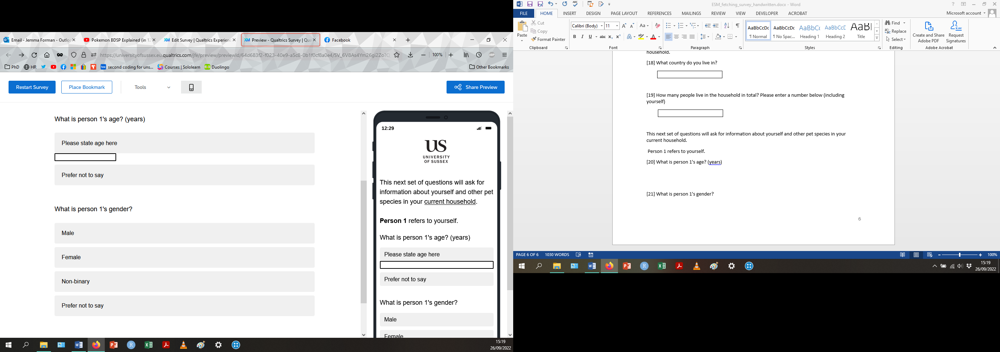 Email - Jemma Forman - Outlo
Pokemon BDSP Explained (in 12
Edit Survey | Qualtrics Experienc
Preview - Qualtrics Survey | Qua
Facebook
https://universityofsussex.eu.qualtrics.com/jfe/preview/previewId/64d683f2-f023-40e9-a5c8-0b1f0cf8a0e4/SV_6V8As4Ym26gi2Zo?Q
100%
ABP
PhD
HR
second coding for uns...
Courses | Sololearn
Duolingo
Other Bookmarks
Restart Survey
Place Bookmark
Tools
Share Preview
What is person 1's age? (years)
Please state age here
Prefer not to say
What is person 1's gender?
Male
Female
Non-binary
Prefer not to say
12:29
US
UNIVERSITY
OF SUSSEX
This next set of questions will ask for
information about yourself and other pet
species in your current household.
Person 1 refers to yourself.
What is person 1's age? (years)
Please state age here
Prefer not to say
What is person 1's gender?
Male
Female
15:19
26/09/2022
ESM_fetching_survey_handwritten.docx - Word
FILE HOME INSERT DESIGN PAGE LAYOUT REFERENCES MAILINGS REVIEW VIEW DEVELOPER ACROBAT
Microsoft account
Paste
Cut
Copy
Format Painter
Clipboard
Calibri (Body) 11
Font
Paragraph
AaBbCcDc AaBbCcDc AaBbCc AaBbCcE AaBl
¶ Normal ¶ No Spac... Heading 1 Heading 2 Title
Styles
Find
Replace
Select
Editing
Create and Share
Adobe PDF
Request
Signatures
Adobe Acrobat
household.
[18] What country do you live in?
[19] How many people live in the household in total? Please enter a number below (including
yourself)
This next set of questions will ask for information about yourself and other pet species in your
current household.
Person 1 refers to yourself.
[20] What is person 1's age? (years)
[21] What is person 1's gender?
6
PAGE 6 OF 6 1030 WORDS
100%
15:19
26/09/2022